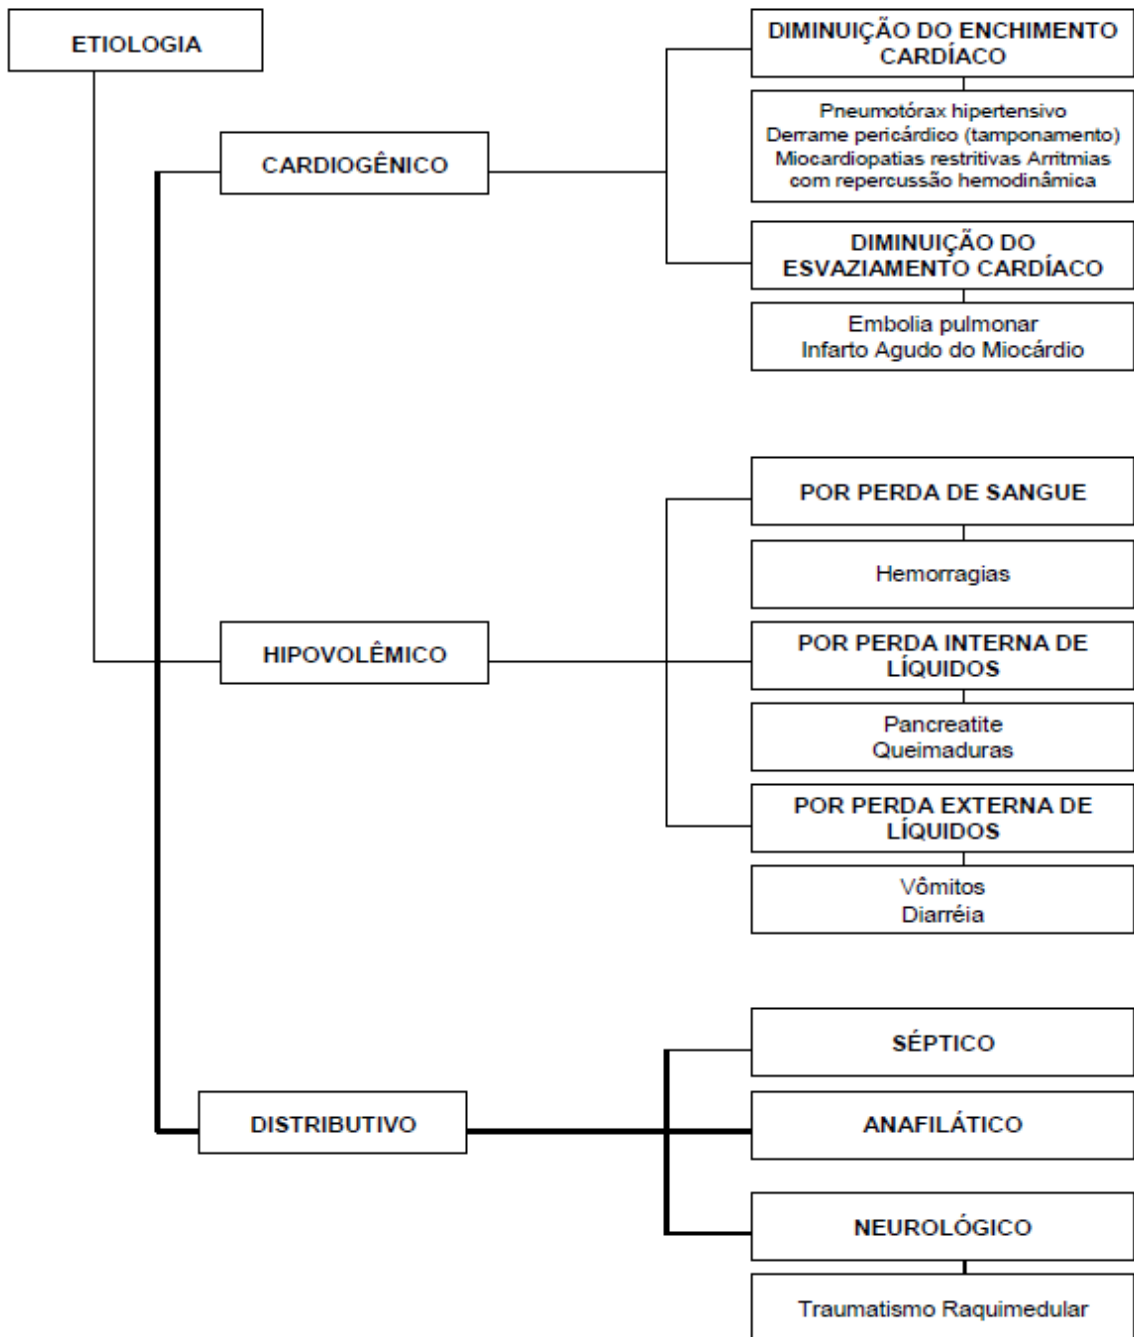 ETIOLOGIA
DIMINUIÇÃO DO ENCHIMENTO
CARDÍACO
Pneumotórax hipertensivo
Derrame pericárdico (tamponamento)
Miocardiopatias restritivas Arritmias
com repercussão hemodinâmica
CARDIOGÊNICO
DIMINUIÇÃO DO
ESVAZIAMENTO CARDÍACO
Embolia pulmonar
Infarto Agudo do Miocárdio
POR PERDA DE SANGUE
Hemorragias
HIPOVOLÊMICO
POR PERDA INTERNA DE
LÍQUIDOS
Pancreatite
Queimaduras
POR PERDA EXTERNA DE
LÍQUIDOS
Vômitos
Diarréia
SÉPTICO
DISTRIBUTIVO
ANAFILÁTICO
NEUROLÓGICO
Traumatismo Raquimedular